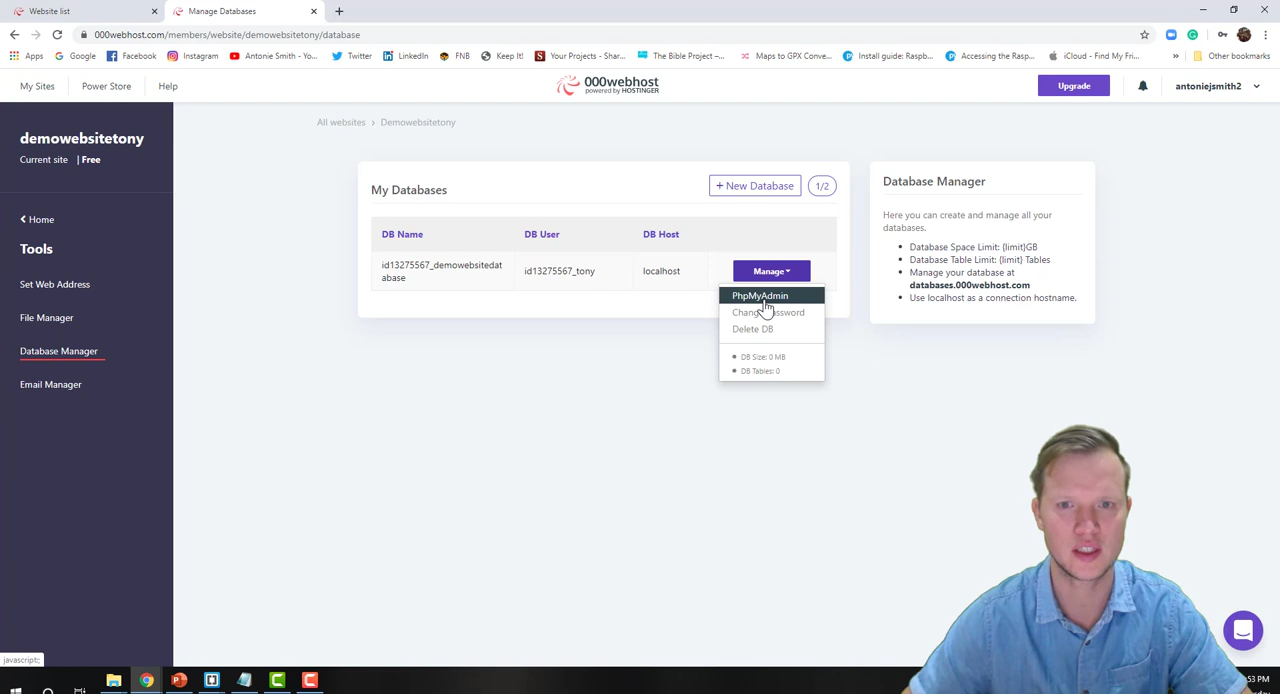 Website list
Manage Databases
000webhost.com/members/website/demowebsitetony/database
Apps
Google
Facebook
Instagram
Antonie Smith - Yo...
Twitter
LinkedIn
FNB
Keep It!
Your Projects - Shar...
The Bible Project –...
Maps to GPX Conve...
Install guide: Raspb...
Accessing the Rasp...
iCloud - Find My Fri...
»
Other bookmarks
My Sites
Power Store
Help
000webhost
powered by HOSTINGER
Upgrade
antoniejsmith2
demowebsitetony
Current site | Free
All websites > Demowebsitetony
Home
Tools
Set Web Address
File Manager
Database Manager
Email Manager
My Databases
+ New Database
1/2
DB Name
DB User
DB Host
id13275567_demowebsitedat
abase
id13275567_tony
localhost
Manage
PhpMyAdmin
Delete DB
DB Size: 0 MB
DB Tables: 0
Database Manager
Here you can create and manage all your
databases.
Database Space Limit: {limit}GB
Database Table Limit: {limit} Tables
Manage your database at
databases.000webhost.com
Use localhost as a connection hostname.
javascript:;
:53 PM